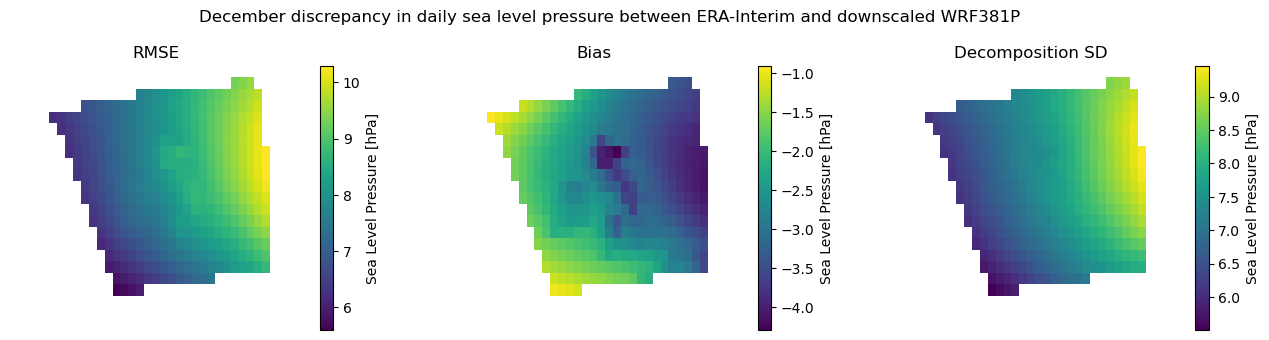 December discrepancy in daily sea level pressure between ERA-Interim and downscaled WRF381P
RMSE
10
9
8
7
6
Sea Level Pressure [hPa]
Bias
−1.0
−1.5
−2.0
−2.5
−3.0
−3.5
−4.0
Sea Level Pressure [hPa]
Decomposition SD
9.0
8.5
8.0
7.5
7.0
6.5
6.0
Sea Level Pressure [hPa]